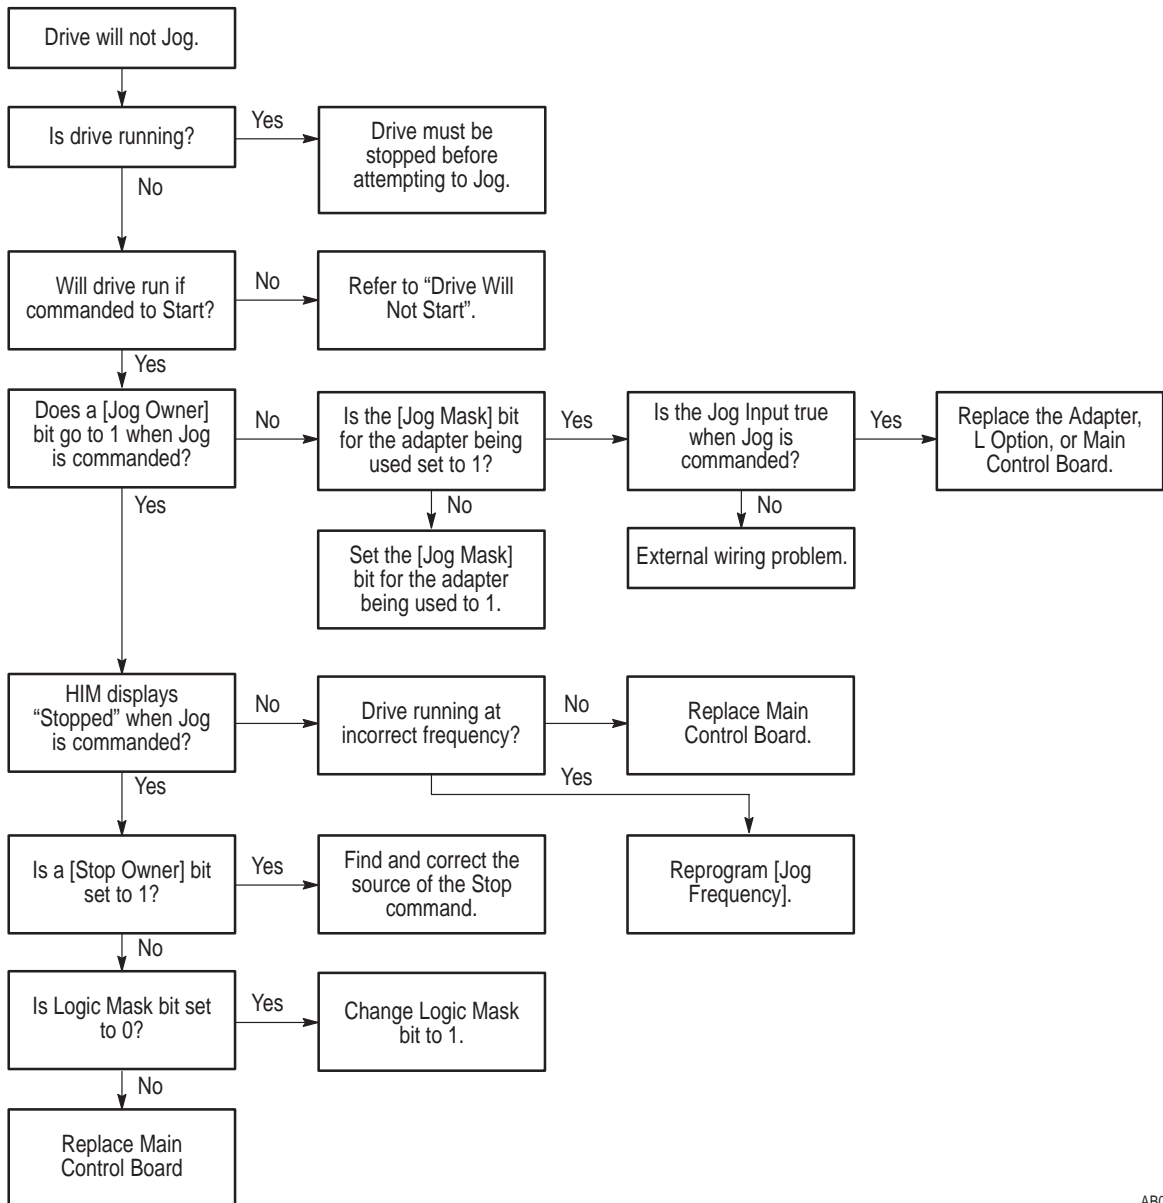 Drive will not Jog.
Is drive running?
Yes
Drive must be
stopped before
attempting to Jog.
No
Will drive run if
commanded to Start?
No
Refer to “Drive Will
Not Start”.
Yes
Does a [Jog Owner]
bit go to 1 when Jog
is commanded?
No
Is the [Jog Mask] bit
for the adapter being
used set to 1?
Yes
Is the Jog Input true
when Jog is
commanded?
Yes
Replace the Adapter,
L Option, or Main
Control Board.
Yes
No
Set the [Jog Mask]
bit for the adapter
being used to 1.
No
External wiring problem.
HIM displays
“Stopped” when Jog
is commanded?
No
Drive running at
incorrect frequency?
No
Replace Main
Control Board.
Yes
Yes
Reprogram [Jog
Frequency].
Is a [Stop Owner] bit
set to 1?
Yes
Find and correct the
source of the Stop
command.
No
Is Logic Mask bit set
to 0?
Yes
Change Logic Mask
bit to 1.
No
Replace Main
Control Board